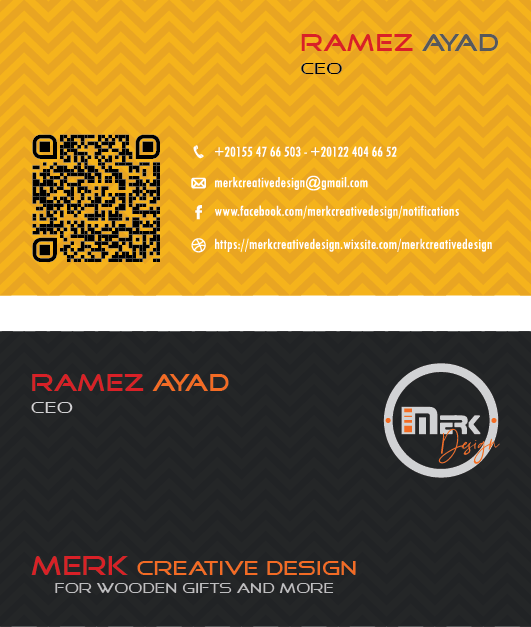 RAMEZ AYAD
CEO
+20155 47 66 503 - +20122 404 66 52
merkcreativedesign@gmail.com
www.facebook.com/merkcreativedesign/notifications
https://merkcreativedesign.wixsite.com/merkcreativedesign
RAMEZ AYAD
CEO
MERK
Design
MERK CREATIVE DESIGN
FOR WOODEN GIFTS AND MORE